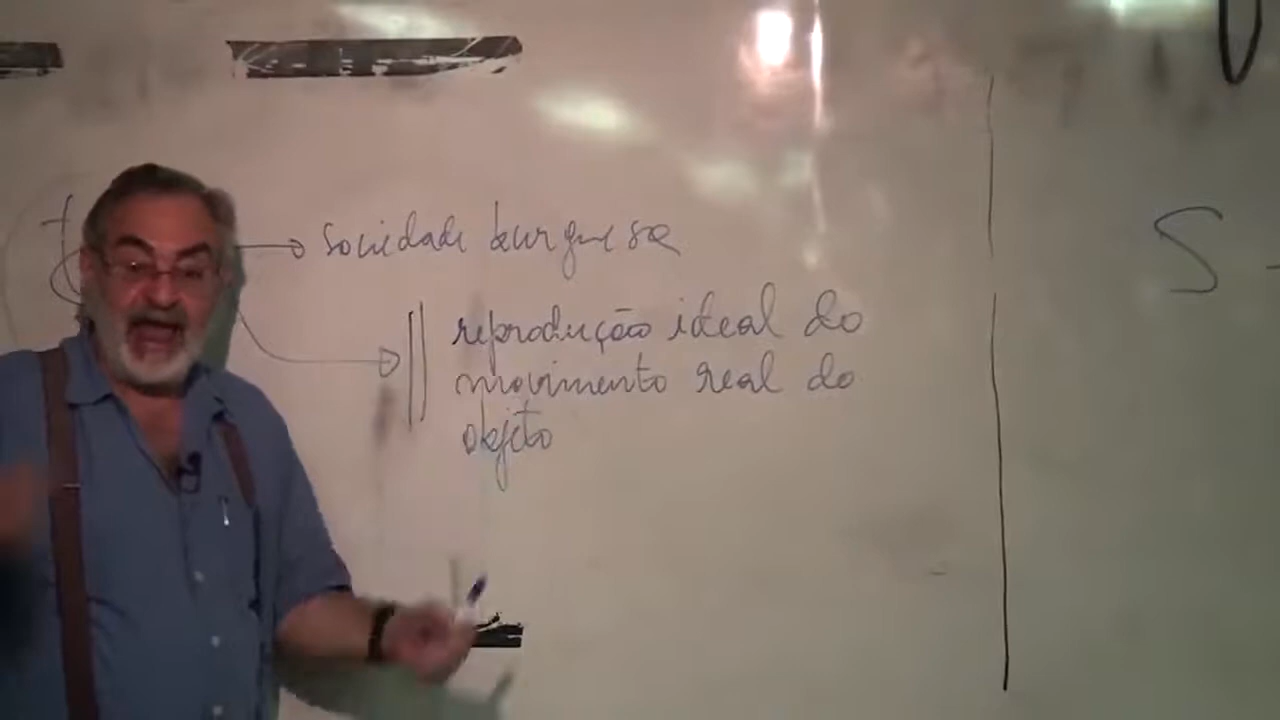 sociedade burguesa
reprodução ideal do
movimento real do
objeto
S